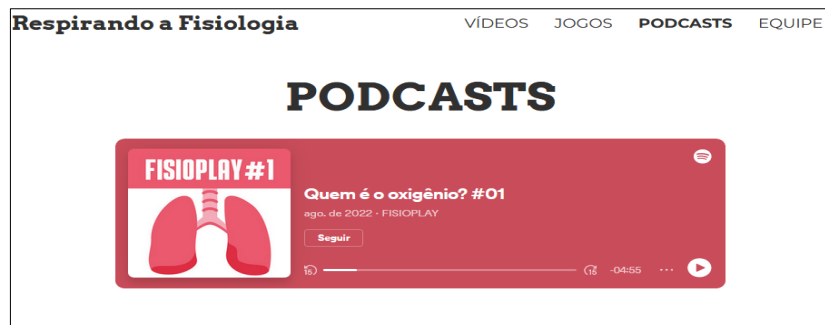 Respirando a Fisiologia
VÍDEOS JOGOS PODCASTS EQUIPE
PODCASTS
FISIOPLAY #1
Quem é o oxigênio? #01
ago. de 2022 · FISIOPLAY
Seguir
15 15 -04:55 ...